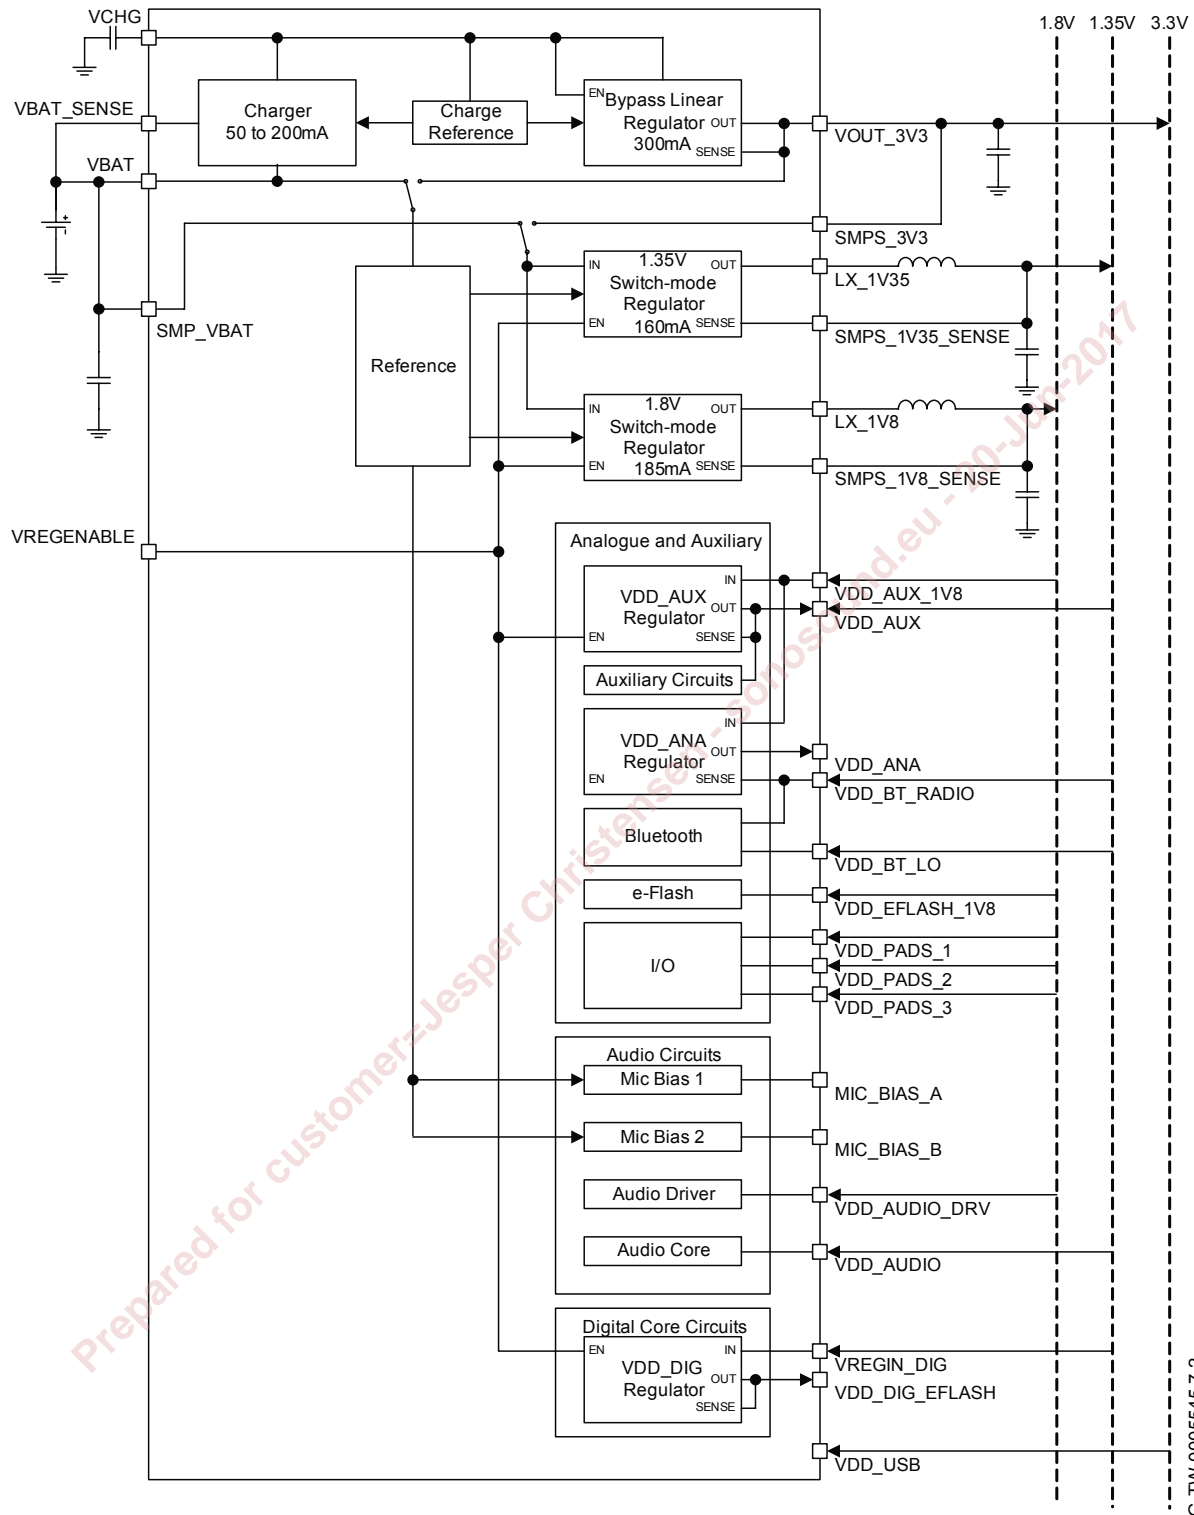 VCHG
1.8V 1.35V 3.3V
VBAT_SENSE
Charger
50 to 200mA
Charge
Reference
EN
Bypass Linear
Regulator
300mA
OUT
SENSE
VOUT_3V3
VBAT
SMPS_3V3
SMP_VBAT
Reference
IN
1.35V
OUT
Switch-mode
Regulator
EN
160mA
SENSE
LX_1V35
SMPS_1V35_SENSE
IN
1.8V
OUT
Switch-mode
Regulator
EN
185mA
SENSE
LX_1V8
SMPS_1V8_SENSE
VREGENABLE
Analogue and Auxiliary
IN
VDD_AUX
Regulator
OUT
EN
SENSE
VDD_AUX_1V8
VDD_AUX
Auxiliary Circuits
IN
VDD_ANA
Regulator
OUT
EN
SENSE
VDD_ANA
VDD_BT_RADIO
Bluetooth
VDD_BT_LO
e-Flash
VDD_EFLASH_1V8
I/O
VDD_PADS_1
VDD_PADS_2
VDD_PADS_3
Audio Circuits
Mic Bias 1
MIC_BIAS_A
Mic Bias 2
MIC_BIAS_B
Audio Driver
VDD_AUDIO_DRV
Audio Core
VDD_AUDIO
Digital Core Circuits
EN
IN
VDD_DIG
Regulator
OUT
SENSE
VREGIN_DIG
VDD_DIG_EFLASH
VDD_USB
Prepared for customer=Jesper Christensen - sonosound.eu - 20-Jun-2017